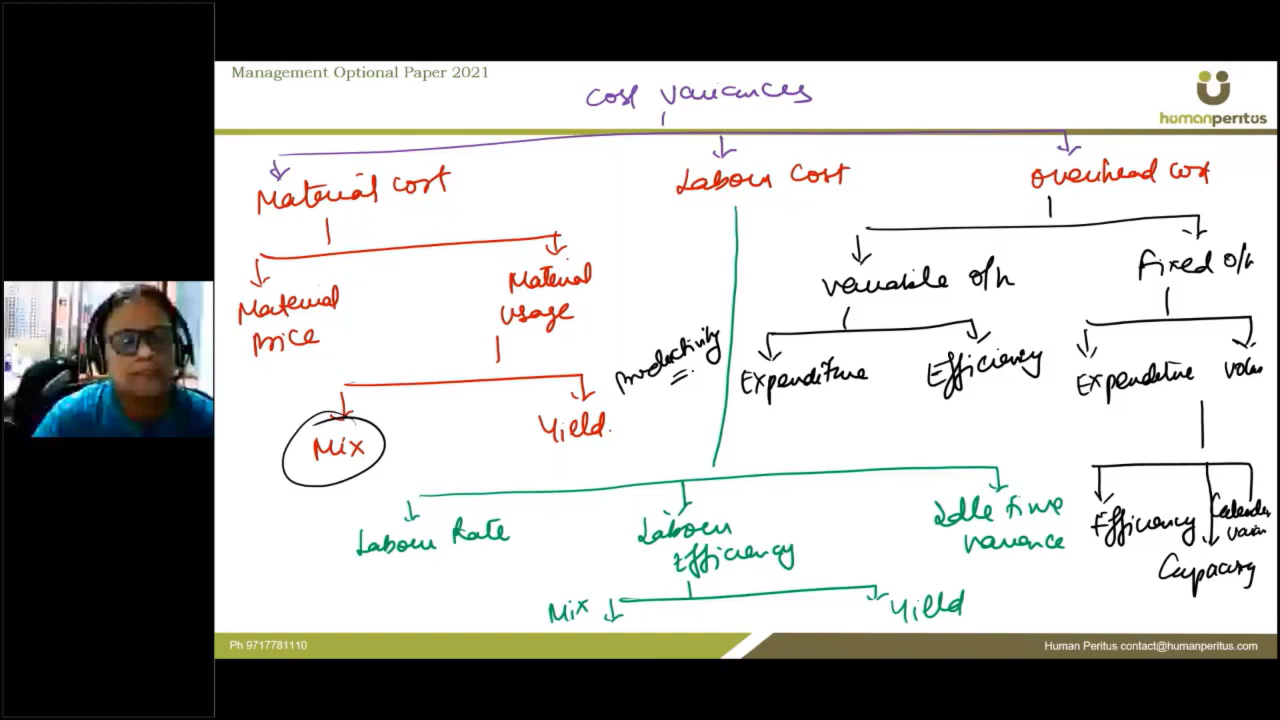 Management Optional Paper 2021
humanperitus
Cost variances
Material cost
Labour cost
Overhead cost
Material
Price
Material
usage
Variable o/h
Fixed o/h
Productivity
Expenditure
Efficiency
Expenditure
Mix
Yield.
Labour Rate
Labour
Efficiency
Idle time
variance
Efficiency
Capacity
Mix
Yield
Ph 9717781110
Human Peritus contact@humanperitus.com